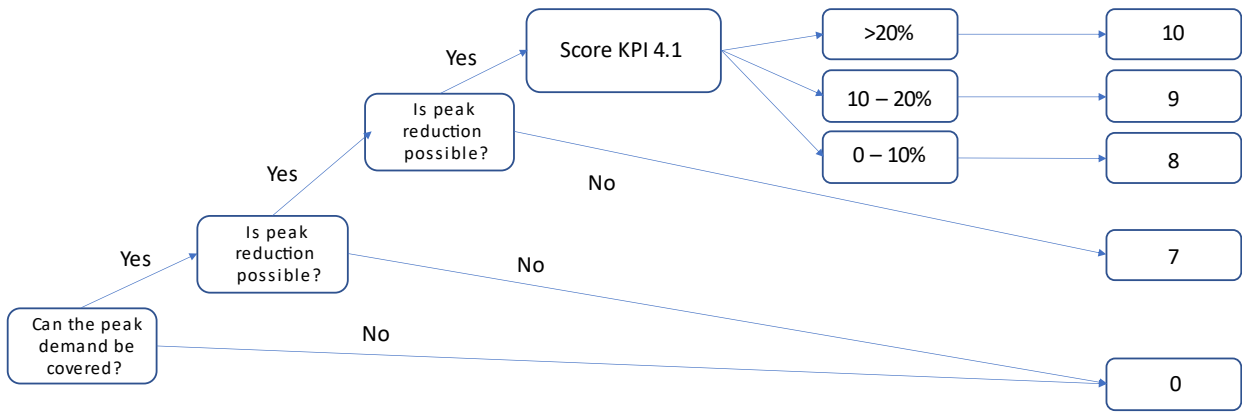 Yes
Score KPI 4.1
>20%
10
10 – 20%
9
0 – 10%
8
Is peak
reduction
possible?
Yes
No
7
Is peak
reduction
possible?
Yes
No
Can the peak
demand be
covered?
No
0